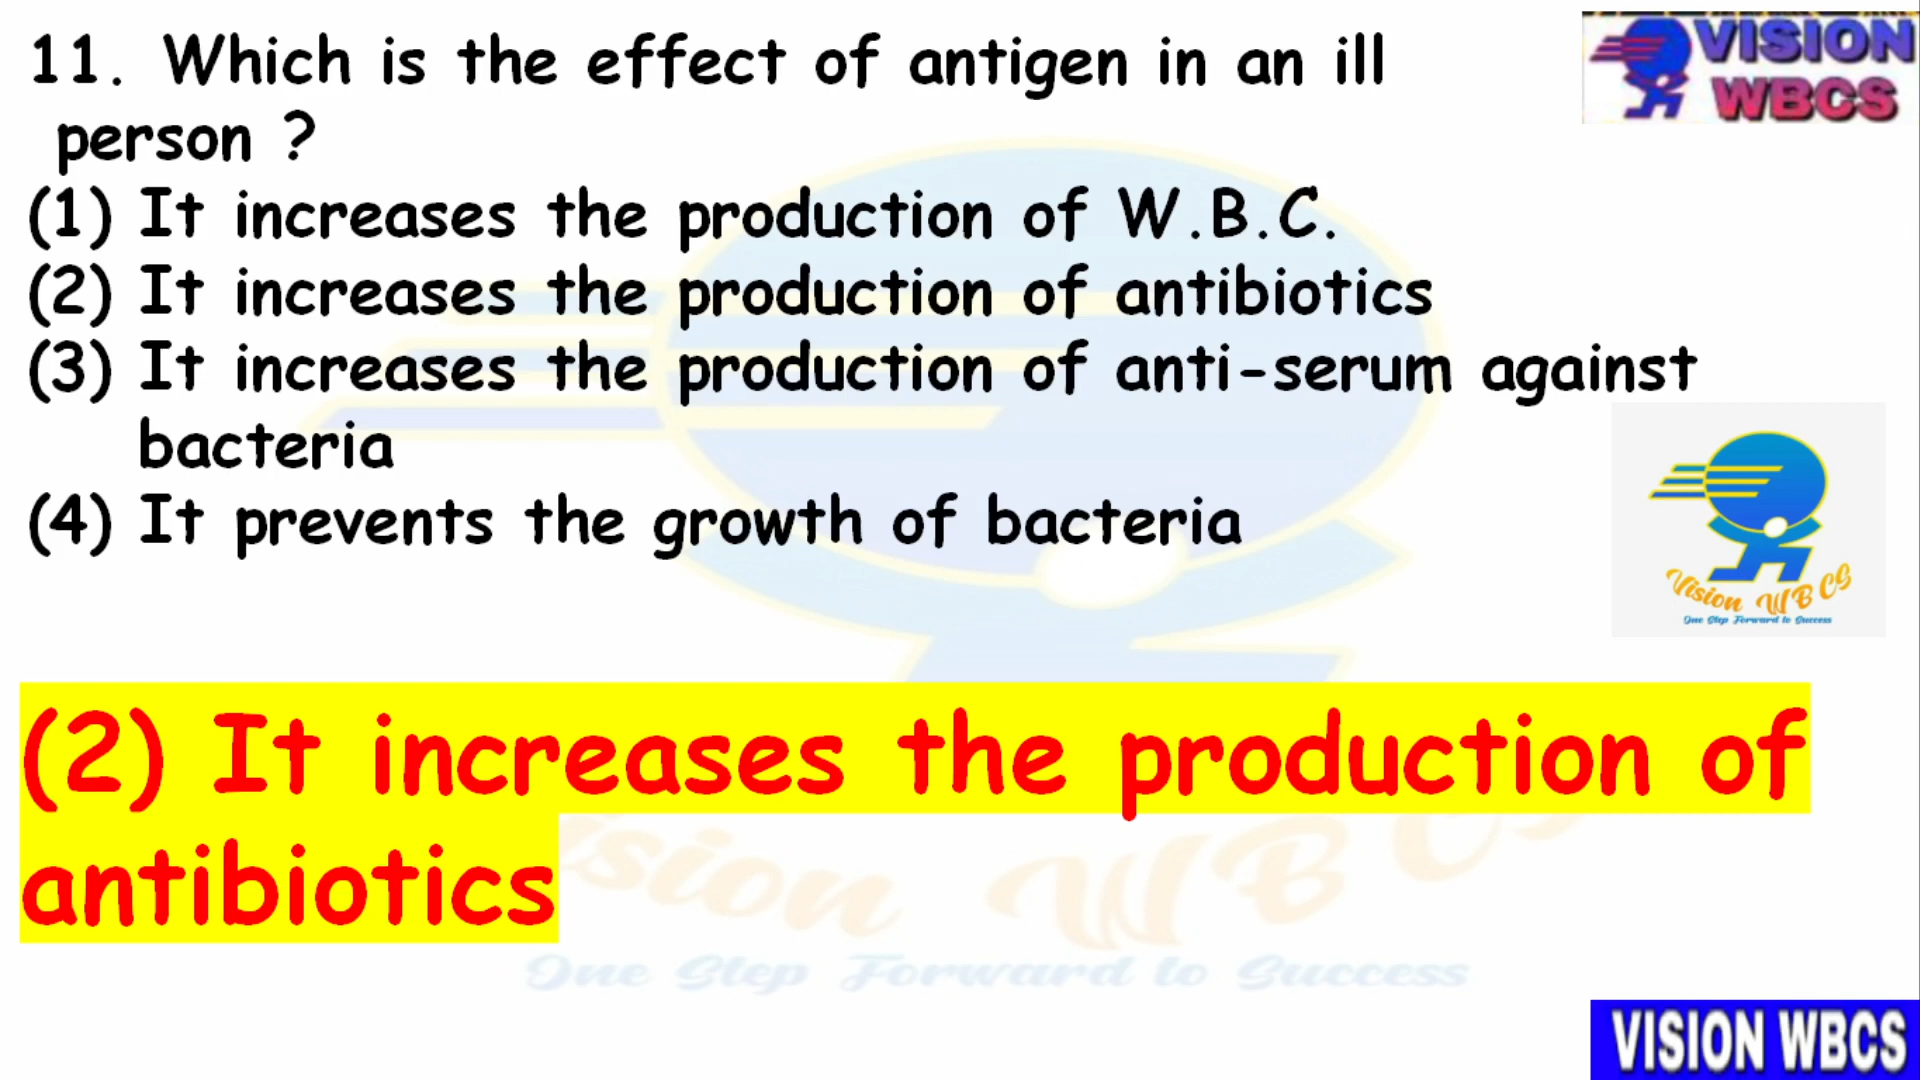 11. Which is the effect of antigen in an ill
person ?
(1) It increases the production of W.B.C.
(2) It increases the production of antibiotics
(3) It increases the production of anti-serum against
bacteria
(4) It prevents the growth of bacteria
(2) It increases the production of
antibiotics
VISION
WBCS
Vision WBCS
One Step Forward to Success
Vision WBCS
One Step Forward to Success
VISION WBCS